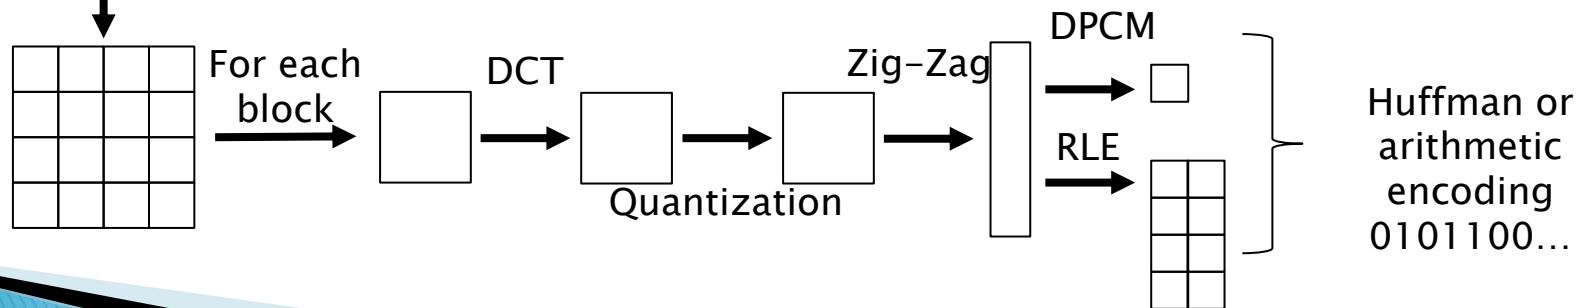 For each
block
DCT
Quantization
Zig-Zag
DPCM
RLE
Huffman or
arithmetic
encoding
0101100...